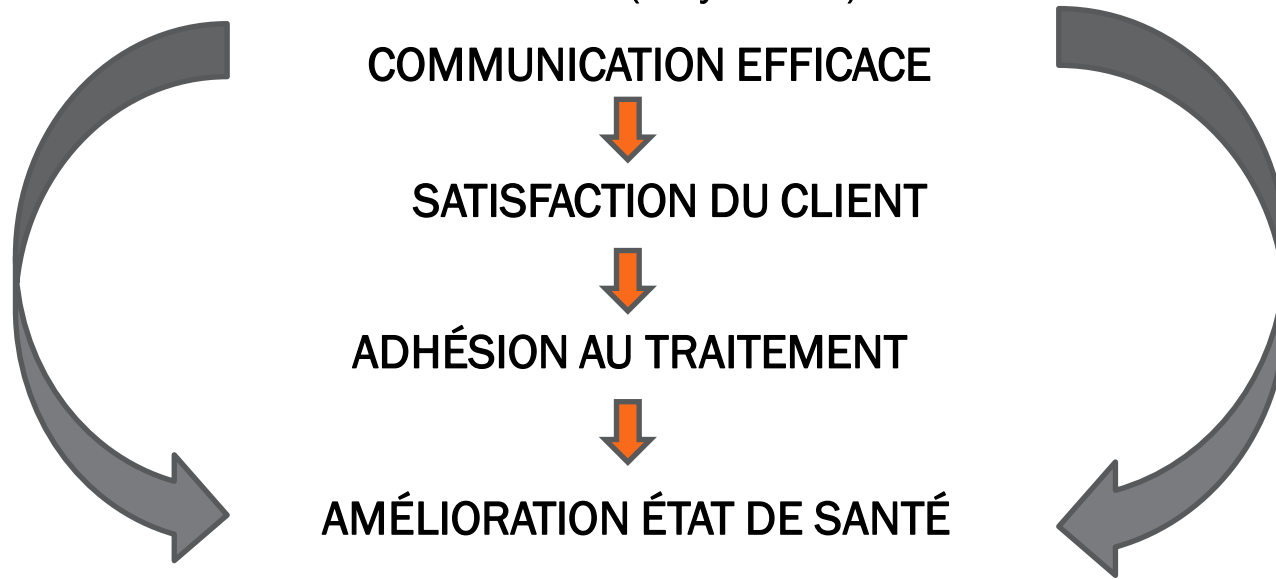 COMMUNICATION EFFICACE
SATISFACTION DU CLIENT
ADHÉSION AU TRAITEMENT
AMÉLIORATION ÉTAT DE SANTÉ